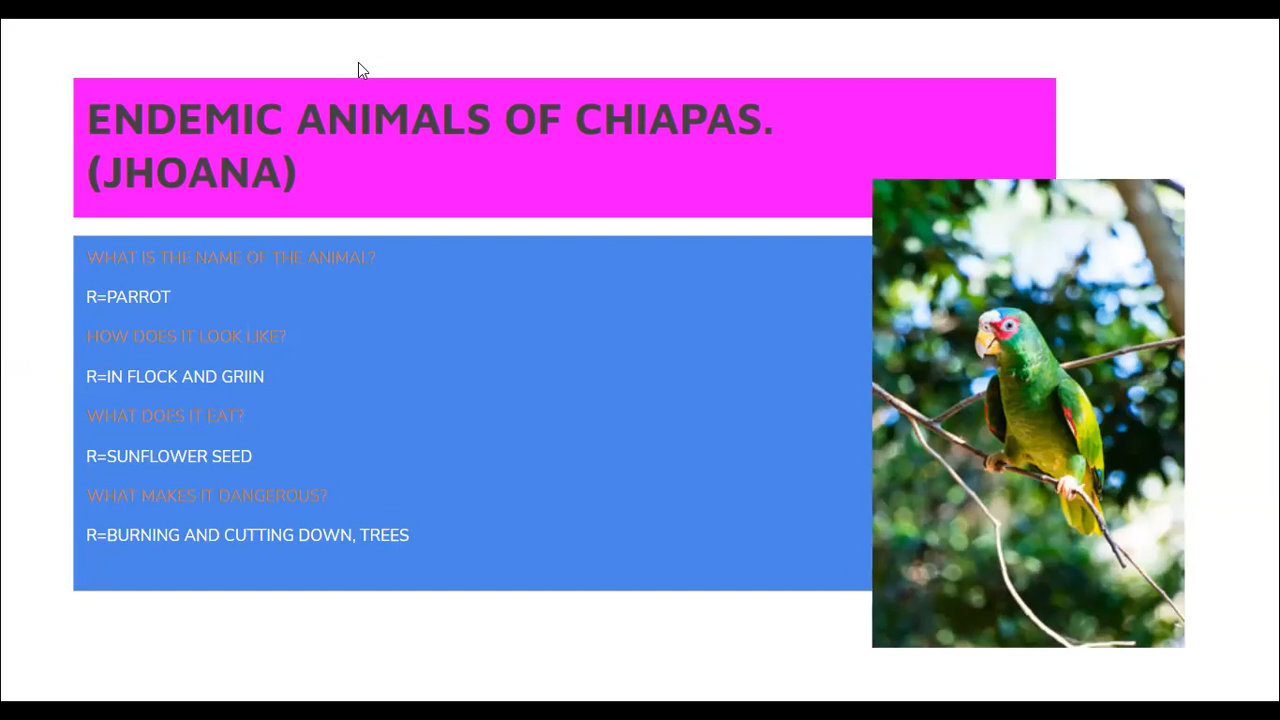 ENDEMIC ANIMALS OF CHIAPAS.
(JHOANA)
WHAT IS THE NAME OF THE ANIMAL?
R=PARROT
HOW DOES IT LOOK LIKE?
R=IN FLOCK AND GRIIN
WHAT DOES IT EAT?
R=SUNFLOWER SEED
WHAT MAKES IT DANGEROUS?
R=BURNING AND CUTTING DOWN, TREES